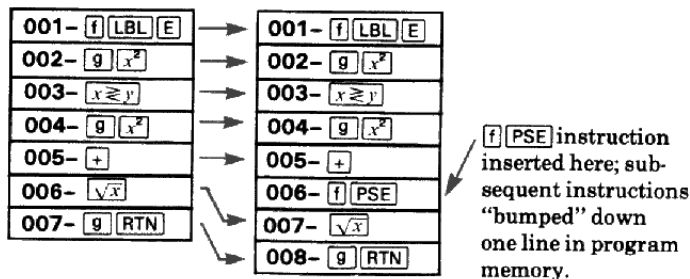 001– f LBL E
002– g x²
003– x≷y
004– g x²
005– +
006– √x
007– g RTN
001– f LBL E
002– g x²
003– x≷y
004– g x²
005– +
006– f PSE
007– √x
008– g RTN
f PSE instruction
inserted here; sub-
sequent instructions
“bumped” down
one line in program
memory.